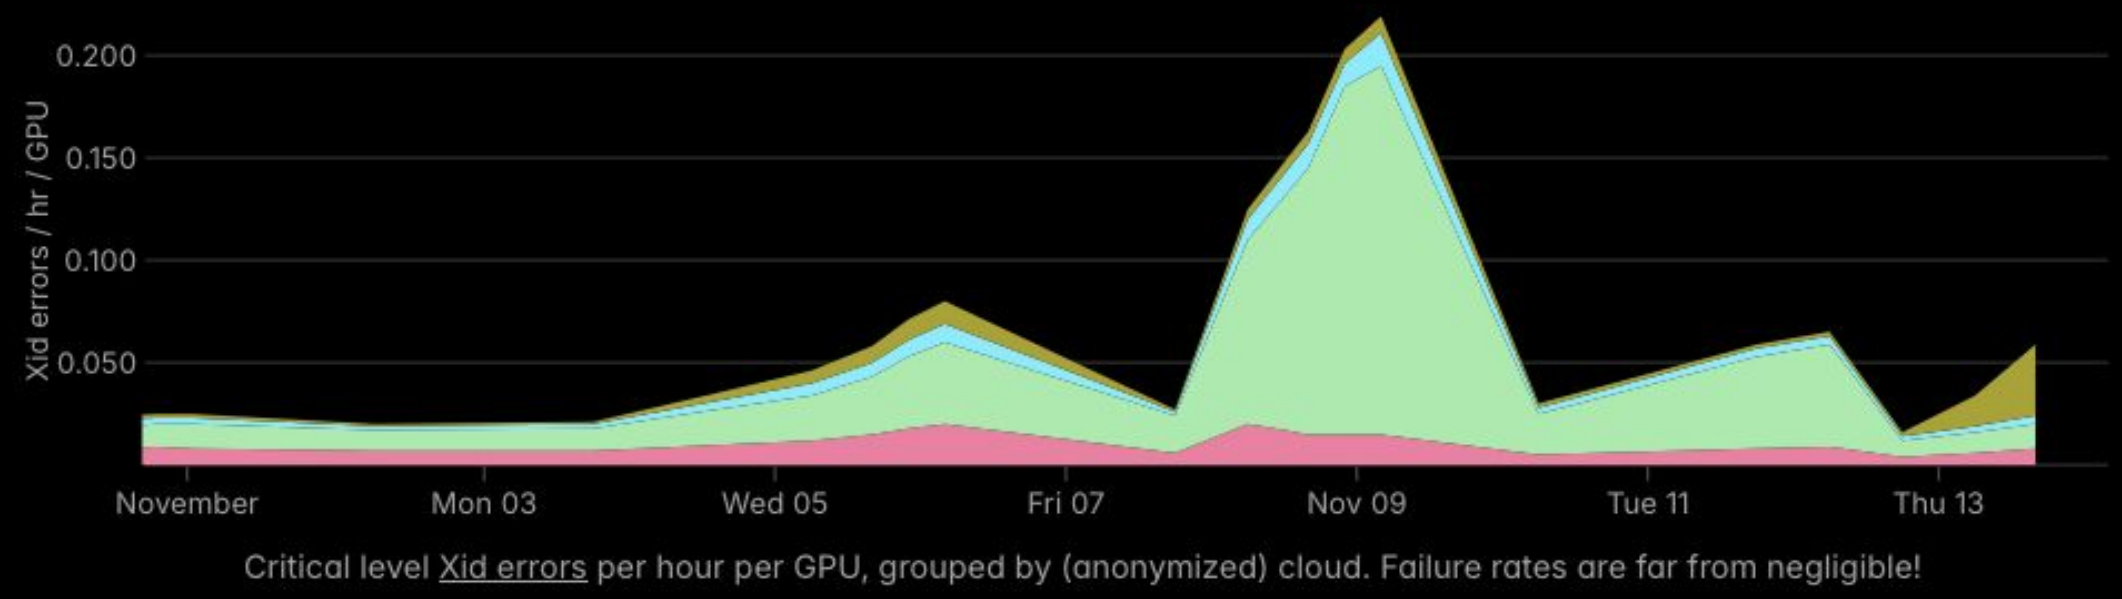 Xid errors / hr / GPU
0.200
0.150
0.100
0.050
November Mon 03 Wed 05 Fri 07 Nov 09 Tue 11 Thu 13
Critical level Xid errors per hour per GPU, grouped by (anonymized) cloud. Failure rates are far from negligible!